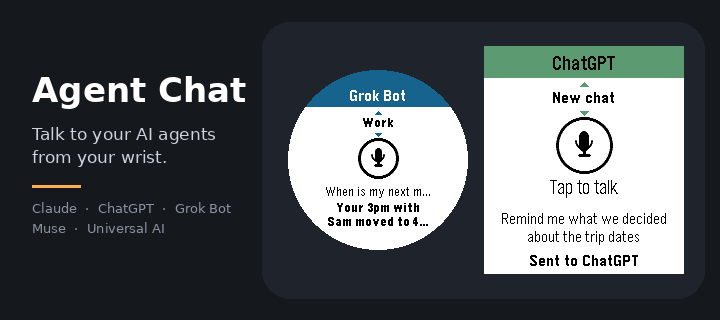 Agent Chat
Talk to your AI agents
from your wrist.
Claude · ChatGPT · Grok Bot
Muse · Universal AI
Grok Bot
Work
When is my next m...
Your 3pm with
Sam moved to 4...
ChatGPT
New chat
Tap to talk
Remind me what we decided
about the trip dates
Sent to ChatGPT